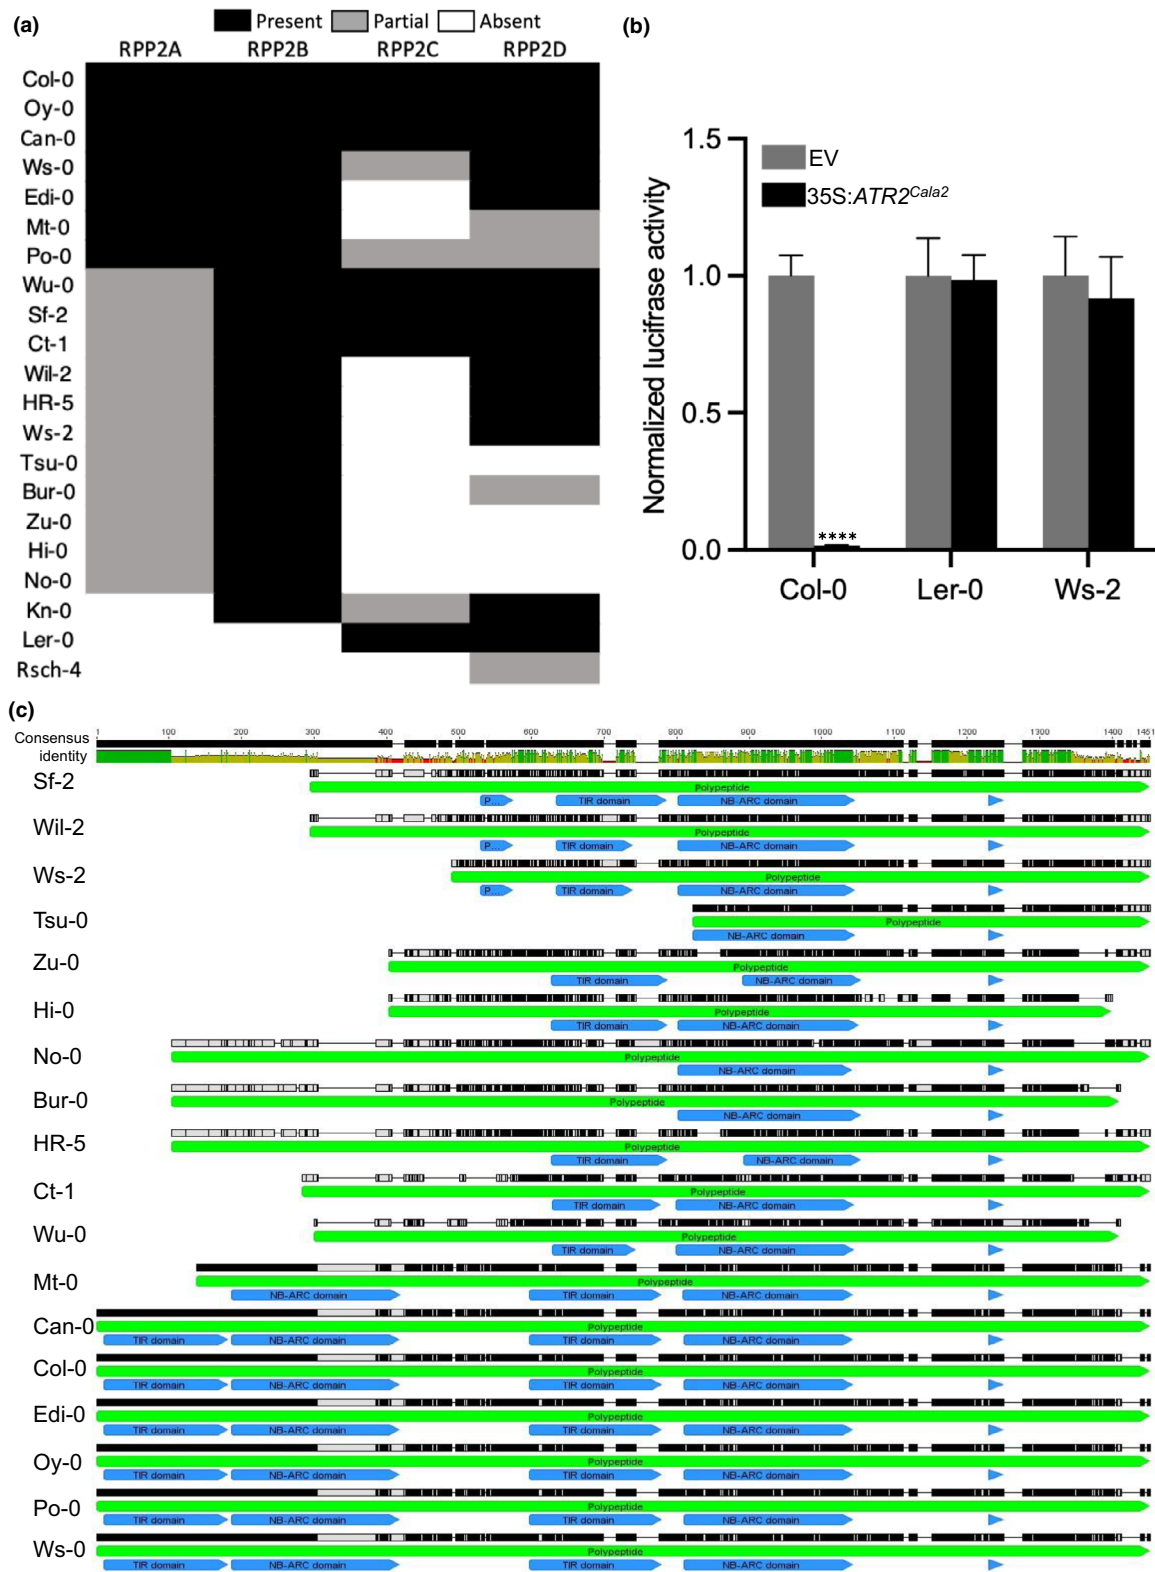 (a)
Present Partial Absent
RPP2A RPP2B RPP2C RPP2D
Col-0
Oy-0
Can-0
Ws-0
Edi-0
Mt-0
Po-0
Wu-0
Sf-2
Ct-1
Wil-2
HR-5
Ws-2
Tsu-0
Bur-0
Zu-0
Hi-0
No-0
Kn-0
Ler-0
Rsch-4
(b)
Normalized lucifrase activity
1.5
1.0
0.5
0.0
EV
35S:ATR2Cala2
****
Col-0 Ler-0 Ws-2
(c)
1 100 200 300 400 500 600 700 800 900 1000 1100 1200 1300 1400 1451
Consensus
identity
Sf-2
Polypeptide
P... TIR domain NB-ARC domain
Wil-2
Polypeptide
P... TIR domain NB-ARC domain
Ws-2
Polypeptide
P... TIR domain NB-ARC domain
Tsu-0
Polypeptide
NB-ARC domain
Zu-0
Polypeptide
TIR domain NB-ARC domain
Hi-0
Polypeptide
TIR domain NB-ARC domain
No-0
Polypeptide
NB-ARC domain
Bur-0
Polypeptide
NB-ARC domain
HR-5
Polypeptide
TIR domain NB-ARC domain
Ct-1
Polypeptide
TIR domain NB-ARC domain
Wu-0
Polypeptide
TIR domain NB-ARC domain
Mt-0
Polypeptide
NB-ARC domain TIR domain NB-ARC domain
Can-0
Polypeptide
TIR domain NB-ARC domain TIR domain NB-ARC domain
Col-0
Polypeptide
TIR domain NB-ARC domain TIR domain NB-ARC domain
Edi-0
Polypeptide
TIR domain NB-ARC domain TIR domain NB-ARC domain
Oy-0
Polypeptide
TIR domain NB-ARC domain TIR domain NB-ARC domain
Po-0
Polypeptide
TIR domain NB-ARC domain TIR domain NB-ARC domain
Ws-0
Polypeptide
TIR domain NB-ARC domain TIR domain NB-ARC domain